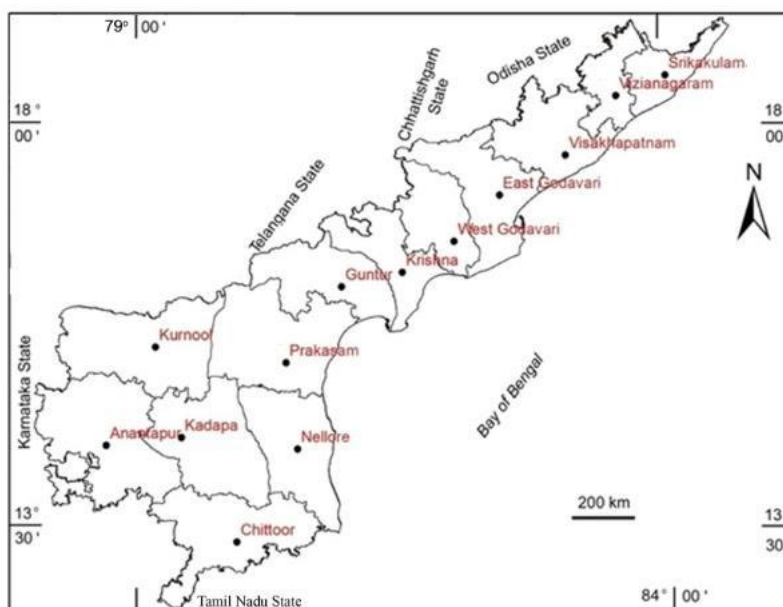 79° 00'
Srikakulam
Odisha State
Vizianagaram
Chhattishgarh
State
18°
00'
18
00
Visakhapatnam
East Godavari
N
Telangana State
West Godavari
Krishna
Guntur
Kurnool
Prakasam
Karnataka State
Bay of Bengal
Anantapur
Kadapa
Nellore
200 km
13°
30'
13
30
Chittoor
Tamil Nadu State
84° 00'